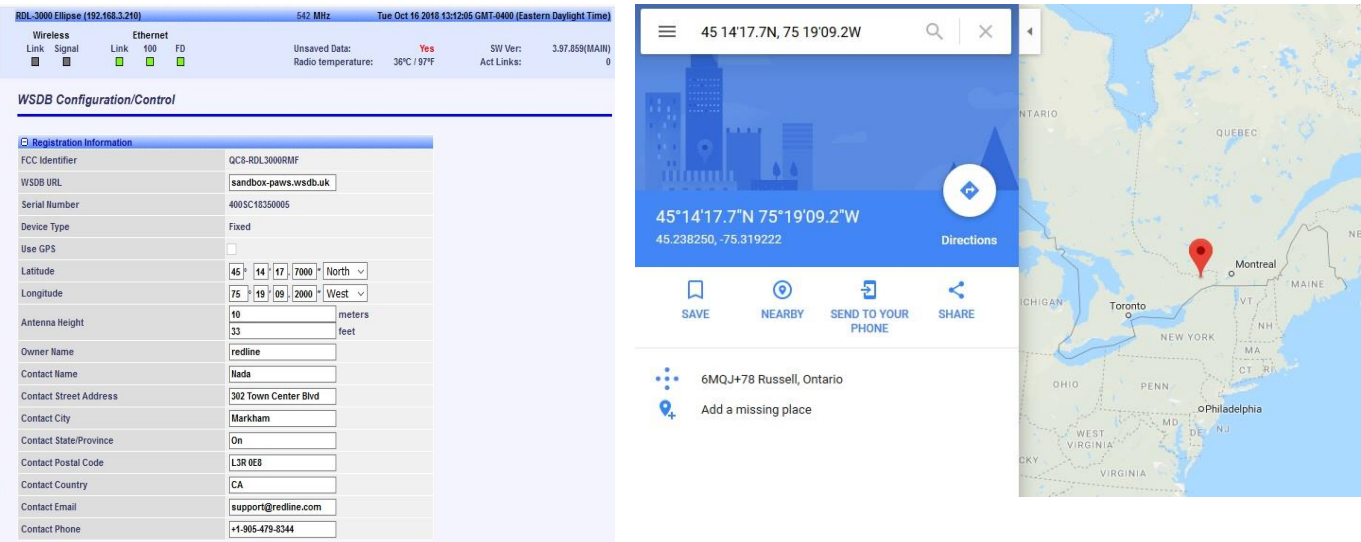 RDL-3000 Ellipse (192.168.3.210) 542 MHz Tue Oct 16 2018 13:12:05 GMT-0400 (Eastern Daylight Time)
Wireless Ethernet
Link Signal Link 100 FD Unsaved Data: Yes SW Ver: 3.97.859(MAIN)
Radio temperature: 36ºC / 97ºF Act Links: 0
WSDB Configuration/Control
Registration Information
FCC Identifier QC8-RDL3000RMF
WSDB URL sandbox-paws.wsdb.uk
Serial Number 400SC18350005
Device Type Fixed
Use GPS
Latitude 45 º 14 ' 17 . 7000 " North
Longitude 75 º 19 ' 09 . 2000 " West
Antenna Height 10 meters
33 feet
Owner Name redline
Contact Name Nada
Contact Street Address 302 Town Center Blvd
Contact City Markham
Contact State/Province On
Contact Postal Code L3R 0E8
Contact Country CA
Contact Email support@redline.com
Contact Phone +1-905-479-8344
45 14'17.7N, 75 19'09.2W
45°14'17.7"N 75°19'09.2"W
45.238250, -75.319222
Directions
SAVE
NEARBY
SEND TO YOUR
PHONE
SHARE
6MQJ+78 Russell, Ontario
Add a missing place
NTARIO
QUEBEC
NE
Montreal
MAINE
ICHIGAN
Toronto
VT
NH
NEW YORK
MA
CT RI
OHIO
PENN
Philadelphia
MD
DE NJ
WEST
VIRGINIA
CKY
VIRGINIA